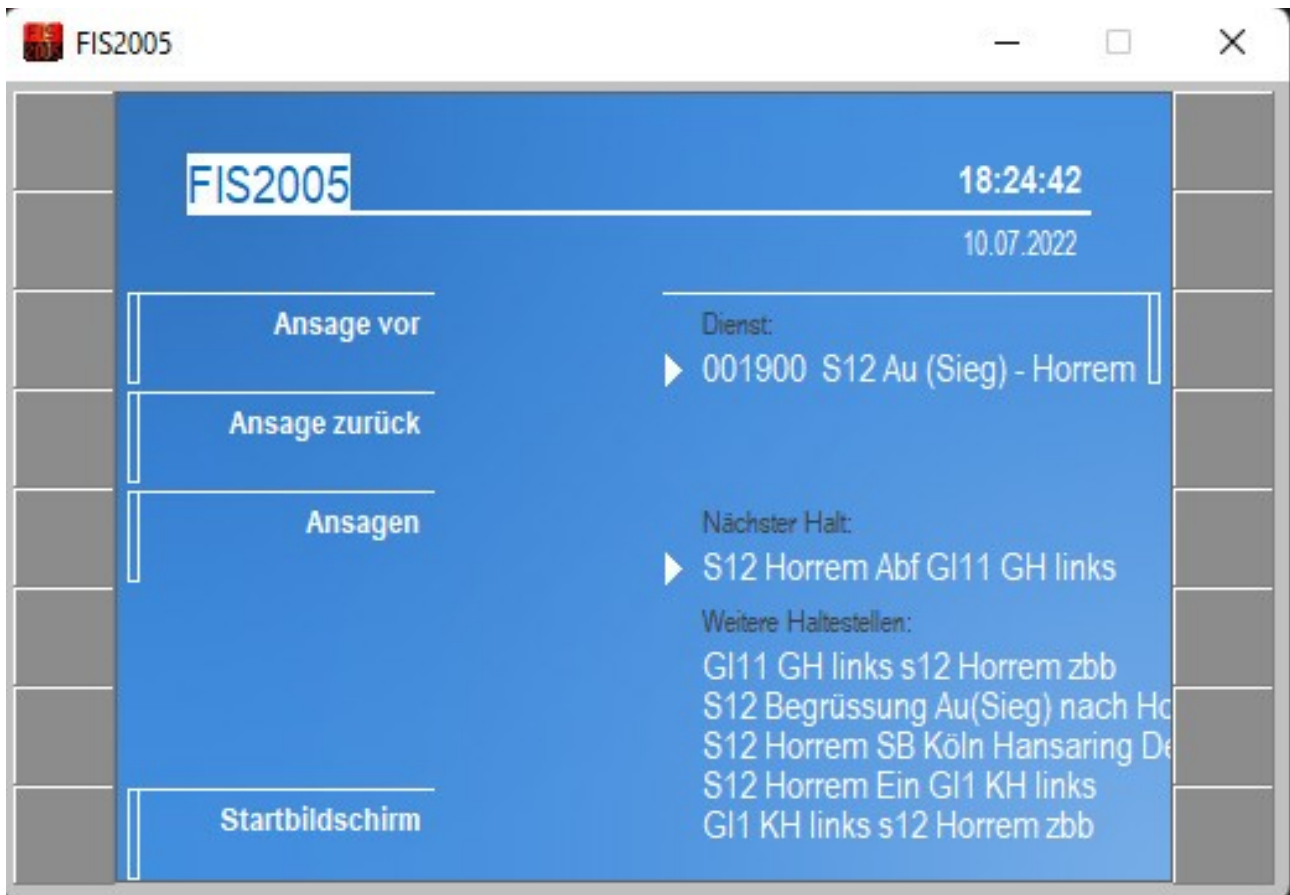 FIS2005
FIS2005
18:24:42
10.07.2022
Ansage vor
Ansage zurück
Ansagen
Startbildschirm
Dienst:
001900 S12 Au (Sieg) - Horrem
Nächster Halt:
S12 Horrem Abf Gl11 GH links
Weitere Haltestellen:
Gl11 GH links s12 Horrem zbb
S12 Begrüssung Au(Sieg) nach Ho
S12 Horrem SB Köln Hansaring De
S12 Horrem Ein Gl1 KH links
Gl1 KH links s12 Horrem zbb